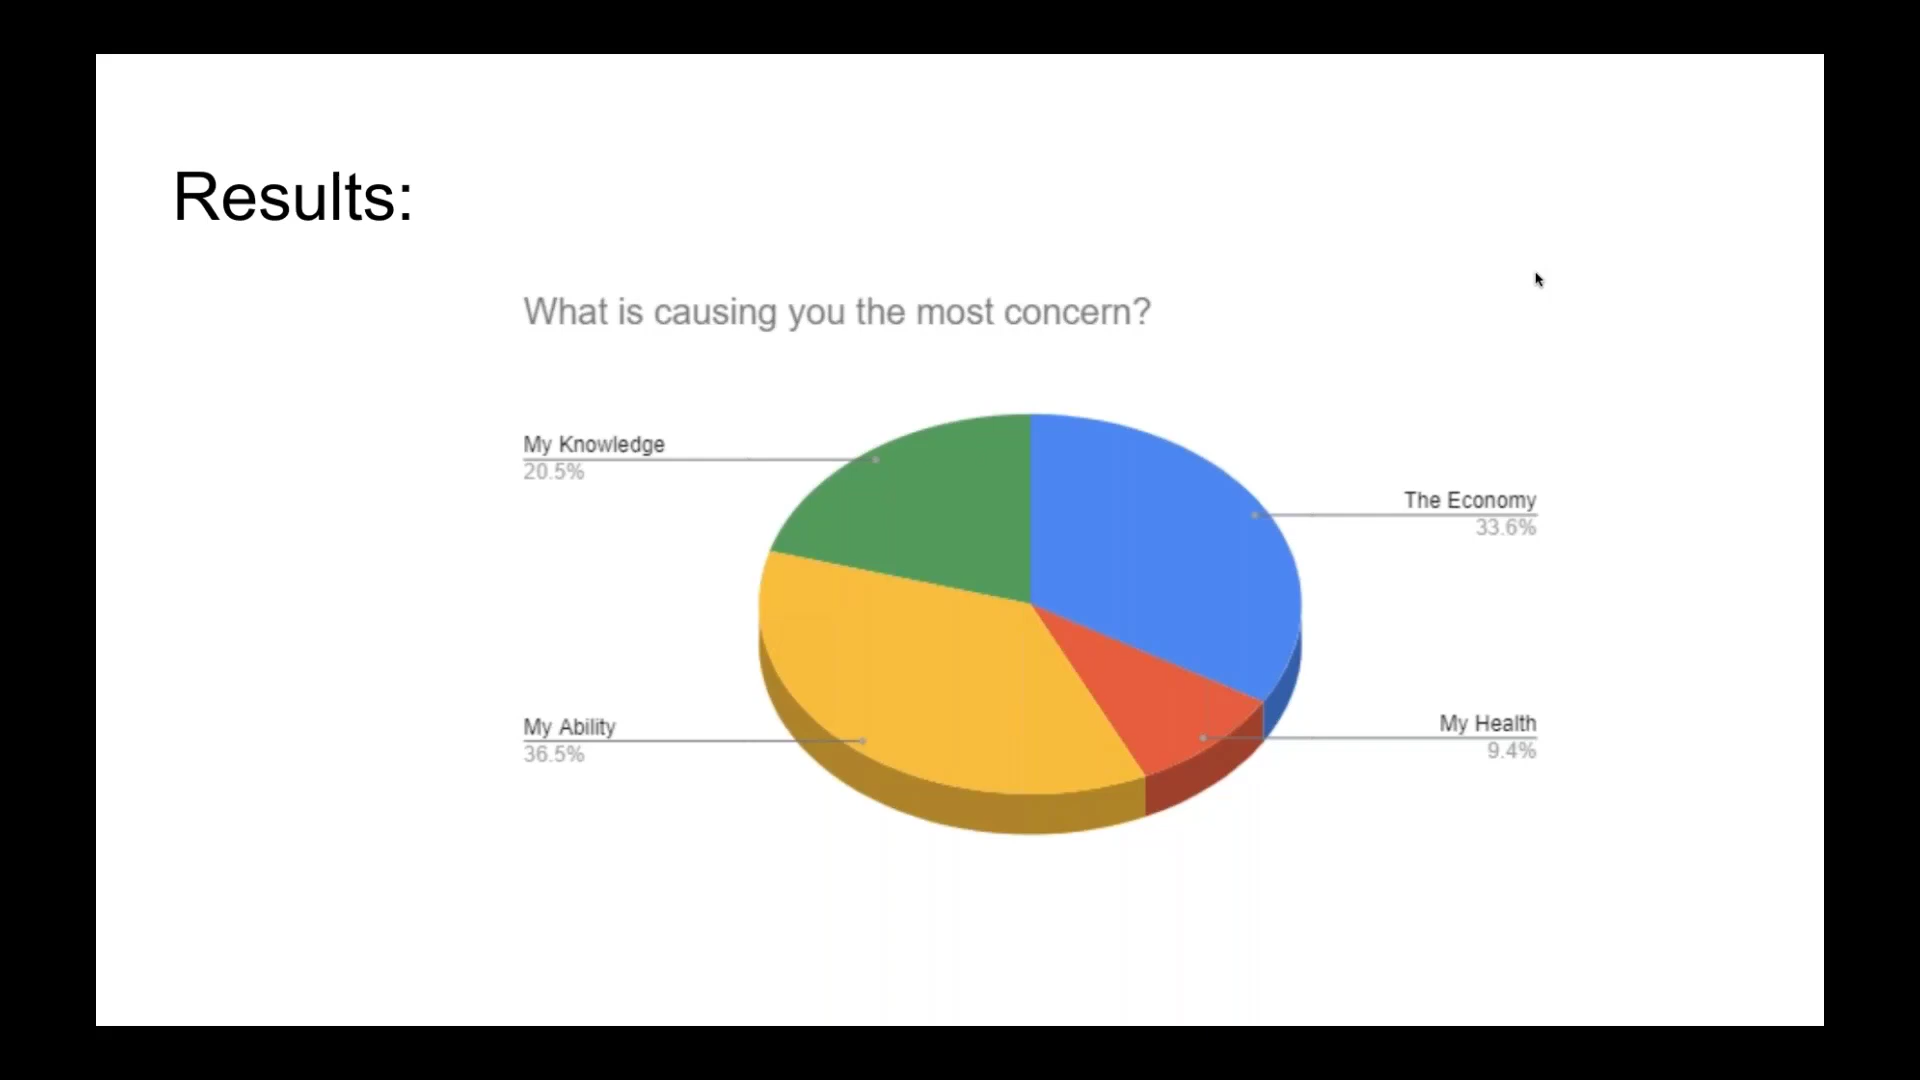 Results:
What is causing you the most concern?
My Knowledge
20.5%
The Economy
33.6%
My Ability
36.5%
My Health
9.4%